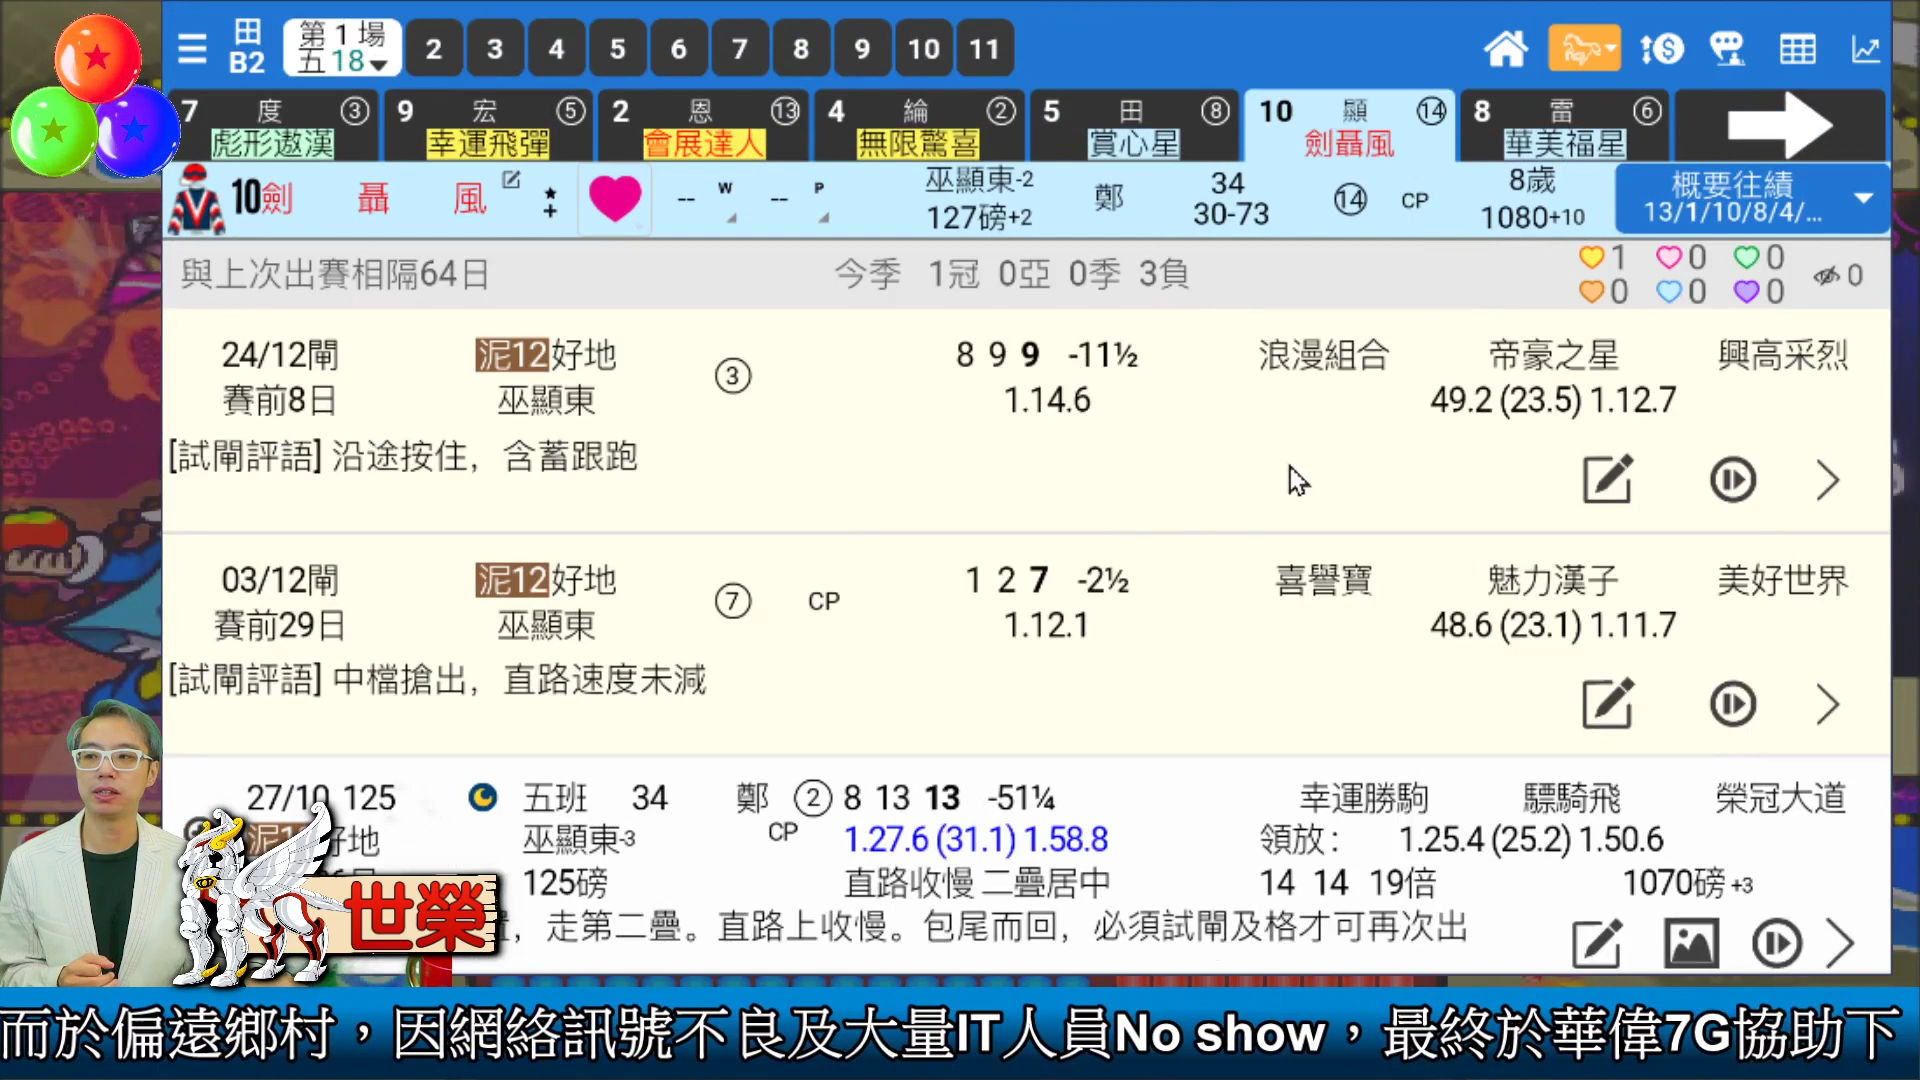 田
B2
第1場
五18
2 3 4 5 6 7 8 9 10 11
7 度 3
彪形遨漢
9 宏 5
幸運飛彈
2 恩 13
會展達人
4 綸 2
無限驚喜
5 田 8
賞心星
10 顯 14
劍聶風
8 雷 6
華美福星
10劍聶風
-- W -- P
巫顯東-2
127磅+2
鄭
34
30-73
14
CP
8歲
1080+10
概要往績
13/1/10/8/4/...
與上次出賽相隔64日
今季 1冠 0亞 0季 3負
1 0 0
0 0 0
0
24/12閘 泥12好地 3 8 9 9 -11½ 浪漫組合 帝豪之星 興高采烈
賽前8日 巫顯東 1.14.6 49.2 (23.5) 1.12.7
[試閘評語] 沿途按住，含蓄跟跑
03/12閘 泥12好地 7 CP 1 2 7 -2½ 喜譽寶 魅力漢子 美好世界
賽前29日 巫顯東 1.12.1 48.6 (23.1) 1.11.7
[試閘評語] 中檔搶出，直路速度未減
27/10 125 五班 34 鄭 2 8 13 13 -51¼ 幸運勝駒 驃騎飛 榮冠大道
好地 巫顯東-3 CP 1.27.6 (31.1) 1.58.8 領放： 1.25.4 (25.2) 1.50.6
125磅 直路收慢 二疊居中 14 14 19倍 1070磅 +3
，走第二疊。直路上收慢。包尾而回，必須試閘及格才可再次出
世榮
而於偏遠鄉村，因網絡訊號不良及大量IT人員No show，最終於華偉7G協助下